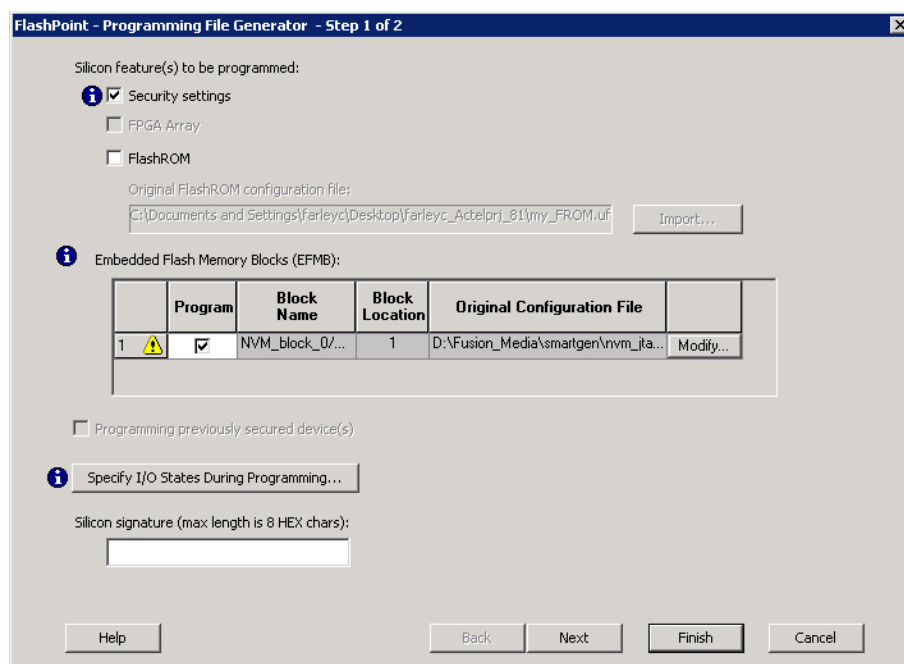 FlashPoint - Programming File Generator - Step 1 of 2
Silicon feature(s) to be programmed:
Security settings
FPGA Array
FlashROM
Original FlashROM configuration file:
C:\Documents and Settings\farleyc\Desktop\farleyc_Actelprj_81\my_FROM.uf
Import...
Embedded Flash Memory Blocks (EFMB):
Program Block Name Block Location Original Configuration File
1 NVM_block_0/... 1 D:\Fusion_Media\smartgen\nvm_jta... Modify...
Programming previously secured device(s)
Specify I/O States During Programming...
Silicon signature (max length is 8 HEX chars):
Help Back Next Finish Cancel